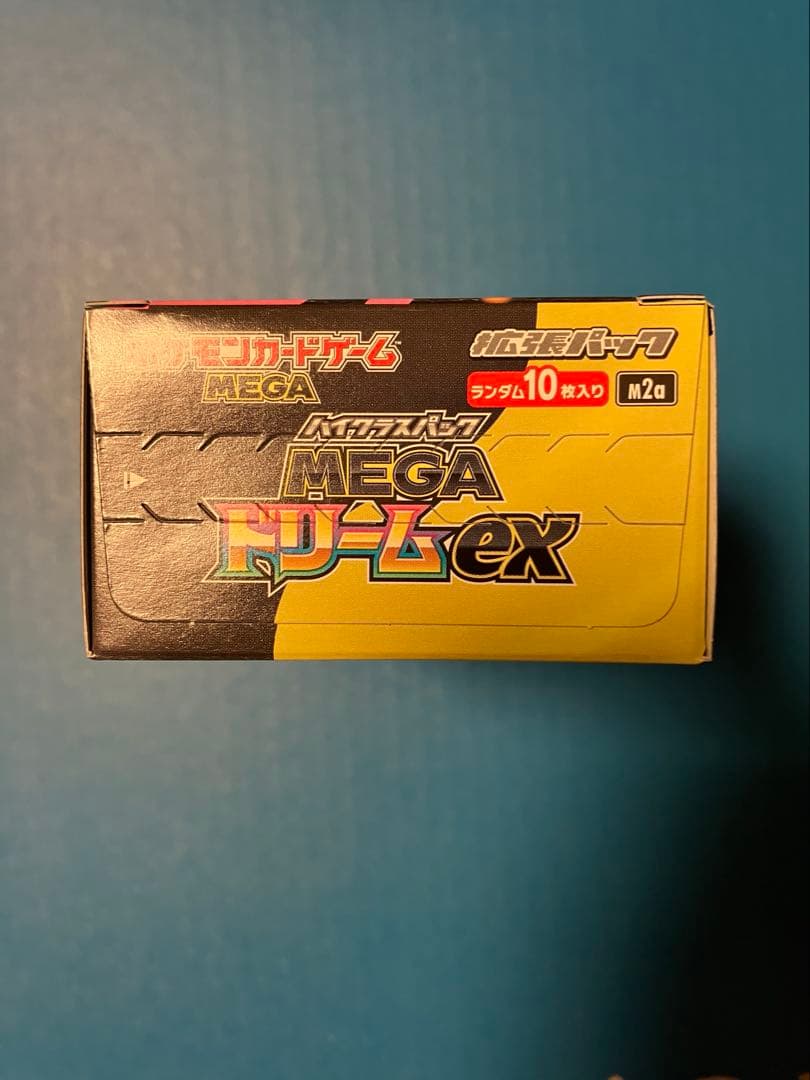 ポケモンカードゲーム™
MEGA
拡張パック
ランダム10枚入り
M2a
ハイクラスパック
MEGA
ドリームex